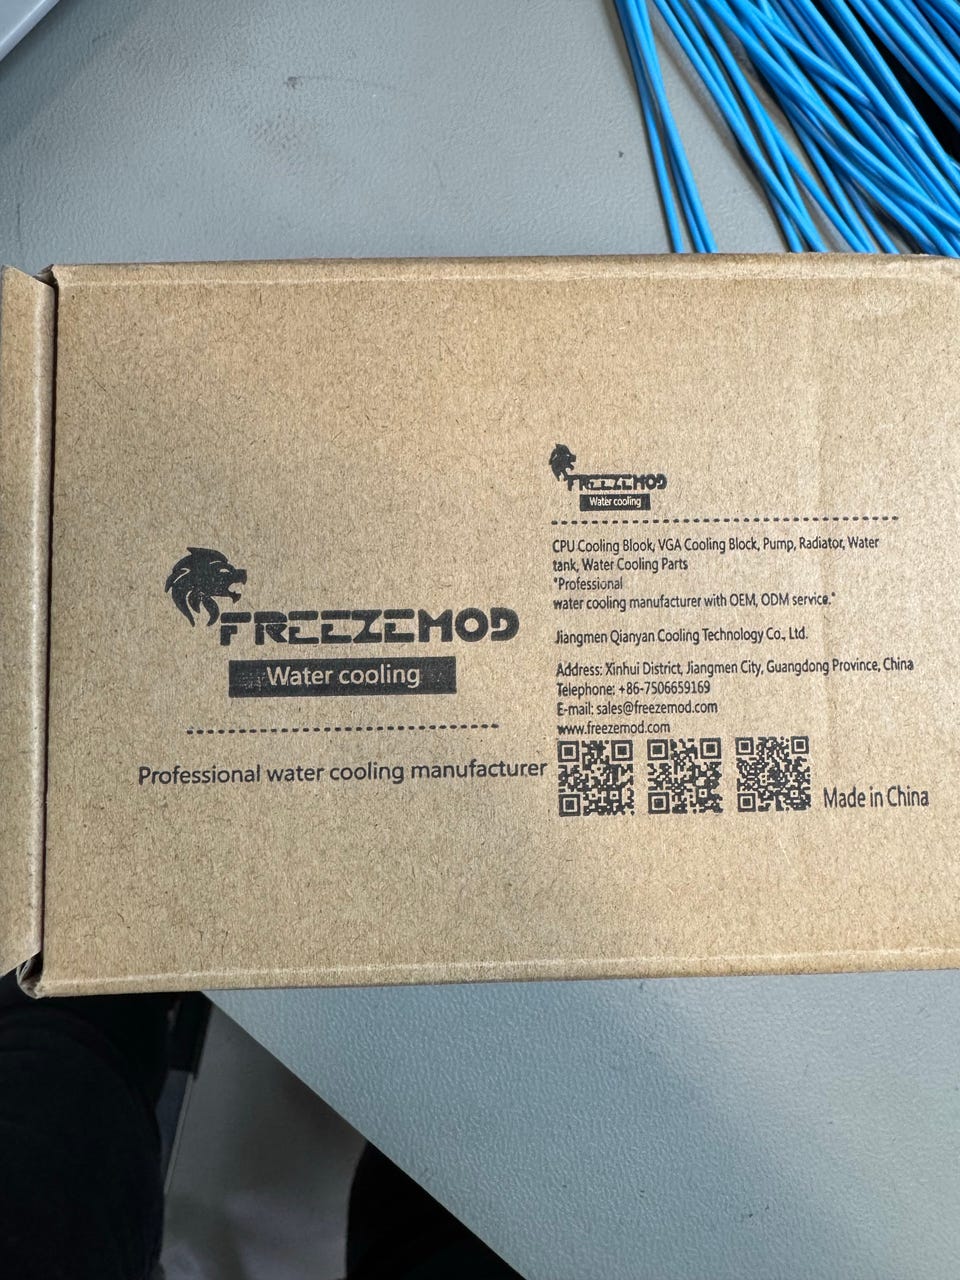 FREEZEMOD
Water cooling
Professional water cooling manufacturer
FREEZEMOD
Water cooling
CPU Cooling Blook, VGA Cooling Block, Pump, Radiator, Water
tank, Water Cooling Parts
"Professional
water cooling manufacturer with OEM, ODM service."
Jiangmen Qianyan Cooling Technology Co., Ltd.
Address: Xinhui District, Jiangmen City, Guangdong Province, China
Telephone: +86-7506659169
E-mail: sales@freezemod.com
www.freezemod.com
Made in China